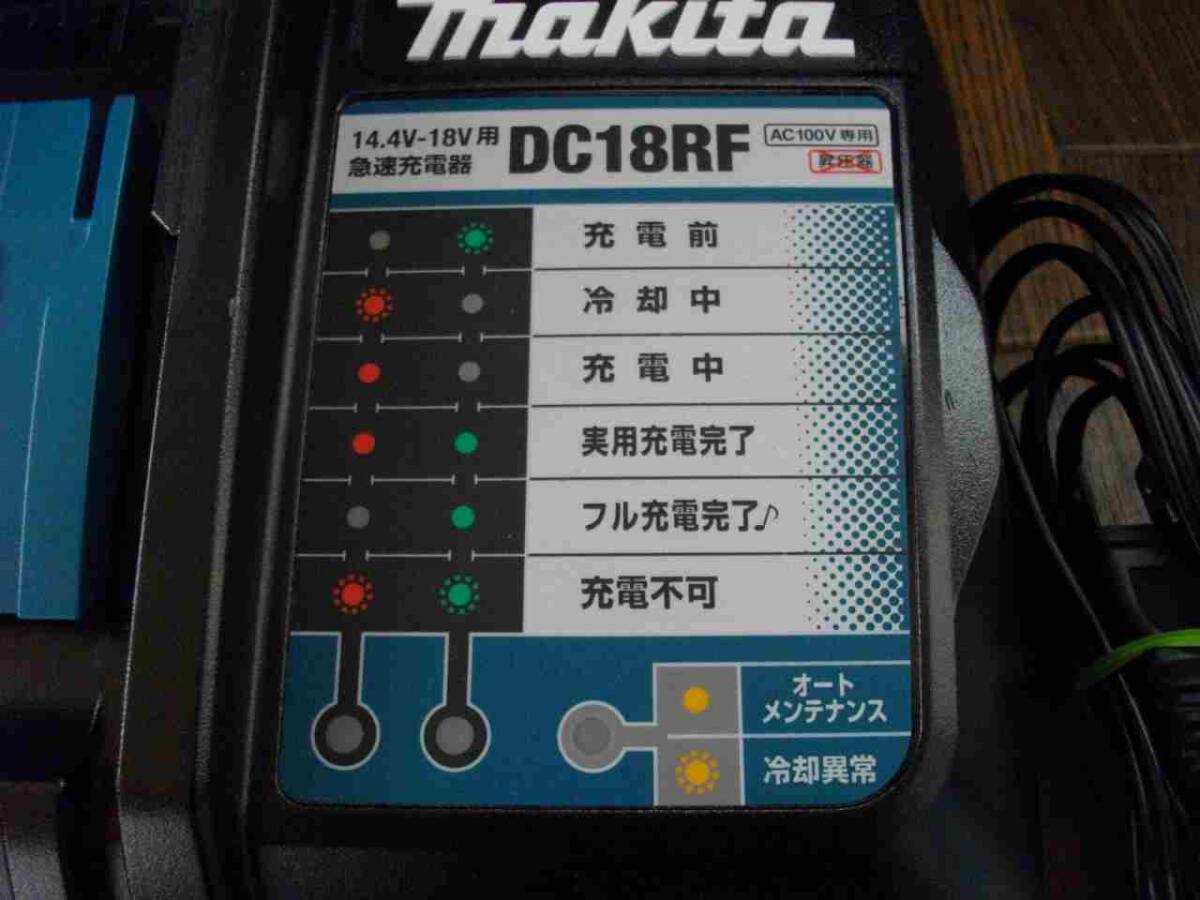 makita
14.4V-18V用
急速充電器
DC18RF
AC100V専用
昇圧器
充電前
冷却中
充電中
実用充電完了
フル充電完了♪
充電不可
オート
メンテナンス
冷却異常